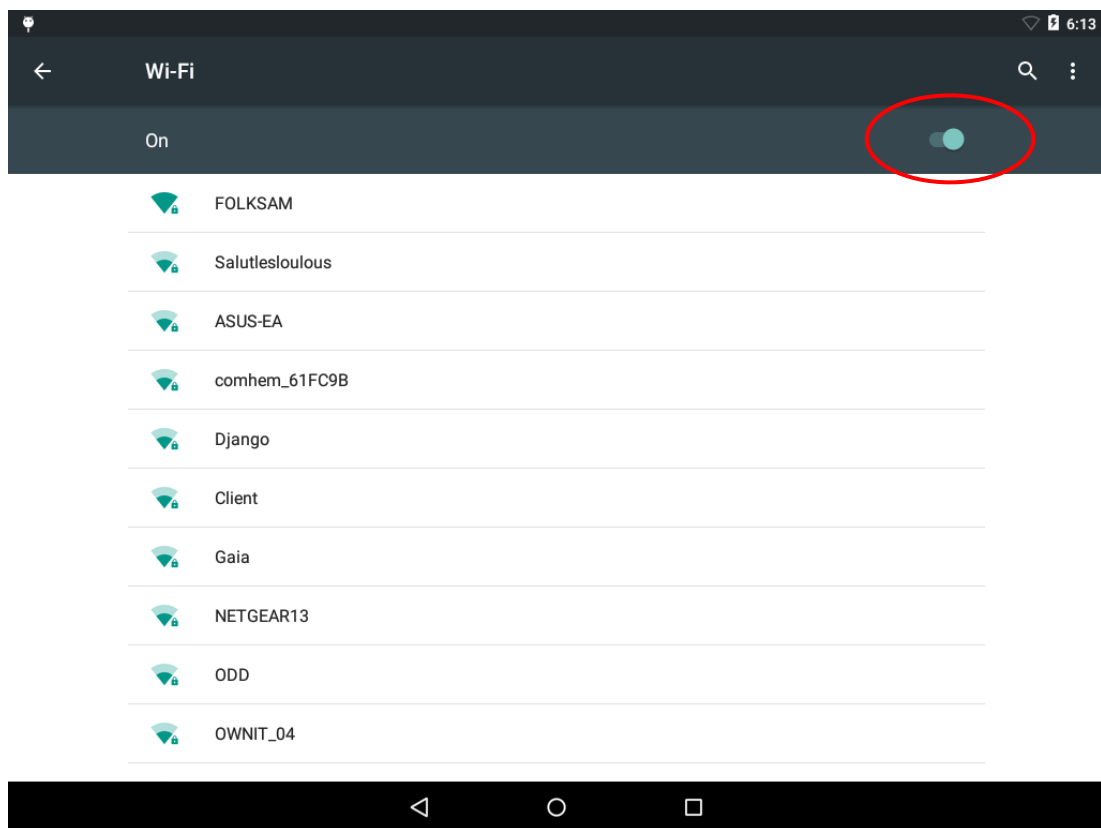 6:13
Wi-Fi
On
FOLKSAM
Salutlesloulous
ASUS-EA
comhem_61FC9B
Django
Client
Gaia
NETGEAR13
ODD
OWNIT_04